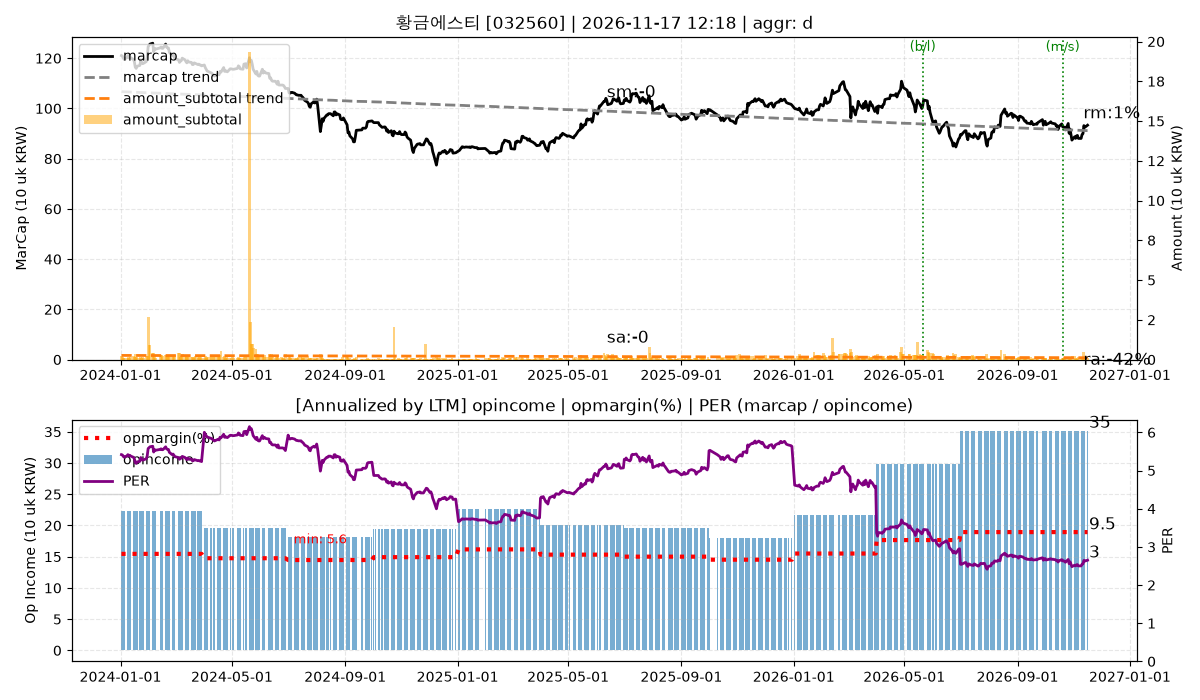 황금에스티 [032560] | 2026-11-17 12:18 | aggr: d
marcap
marcap trend
amount_subtotal trend
amount_subtotal
(b/l)
(m/s)
sm:-0
rm:1%
sa:-0
ra:-42%
MarCap (10 uk KRW)
120
100
80
60
40
20
0
Amount (10 uk KRW)
20
18
15
12
10
8
5
2
0
2024-01-01 2024-05-01 2024-09-01 2025-01-01 2025-05-01 2025-09-01 2026-01-01 2026-05-01 2026-09-01 2027-01-01
[Annualized by LTM] opincome | opmargin(%) | PER (marcap / opincome)
opmargin(%)
opincome
PER
min: 5.6
35
9.5
3
Op Income (10 uk KRW)
35
30
25
20
15
10
5
0
PER
6
5
4
3
2
1
0
2024-01-01 2024-05-01 2024-09-01 2025-01-01 2025-05-01 2025-09-01 2026-01-01 2026-05-01 2026-09-01 2027-01-01